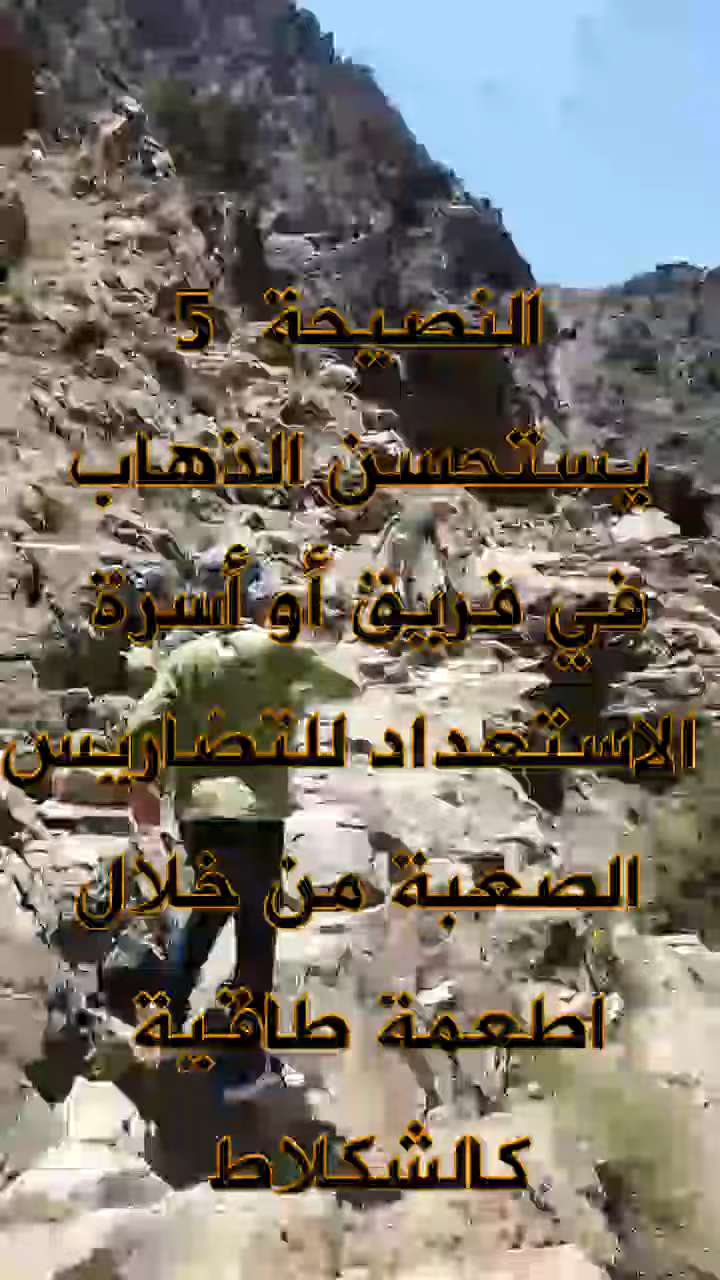 النصيحة 5
يستحسن الذهاب
في فريق أو أسرة
الاستعداد للتضاريس
الصعبة من خلال
اطعمة طاقية
كالشكلاط